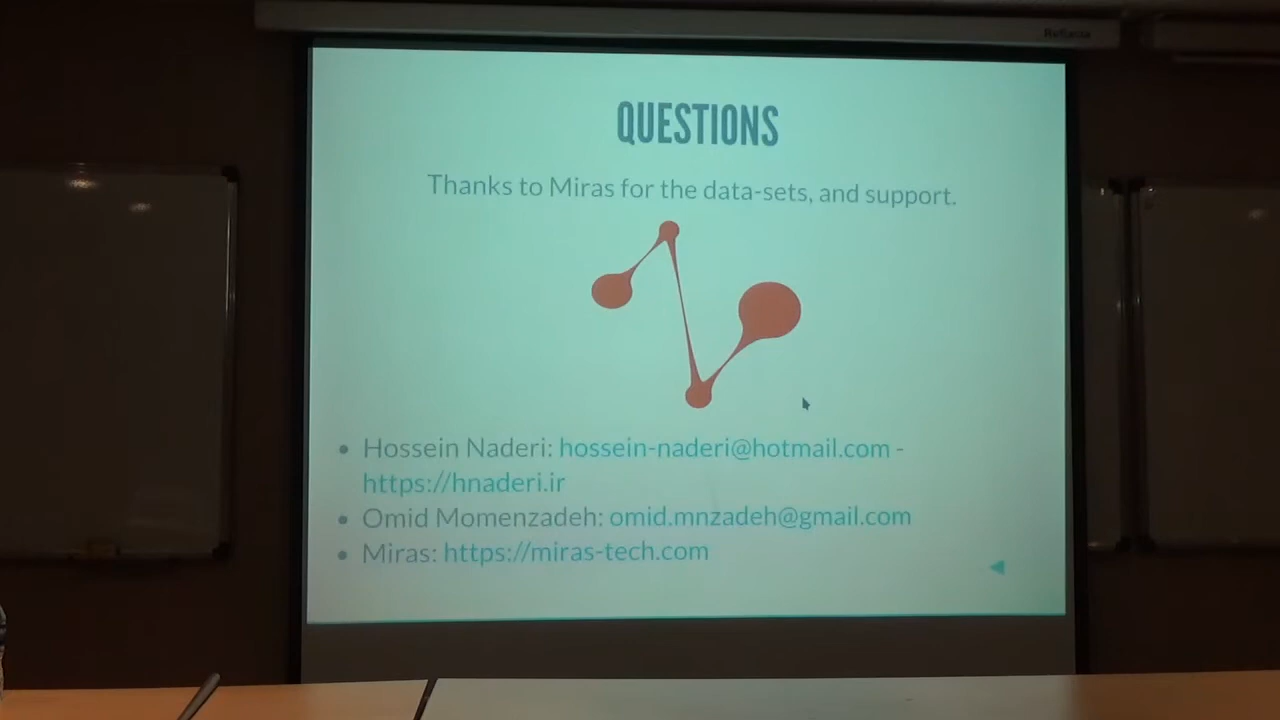 Reflecta
QUESTIONS
Thanks to Miras for the data-sets, and support.
• Hossein Naderi: hossein-naderi@hotmail.com -
https://hnaderi.ir
• Omid Momenzadeh: omid.mnzadeh@gmail.com
• Miras: https://miras-tech.com